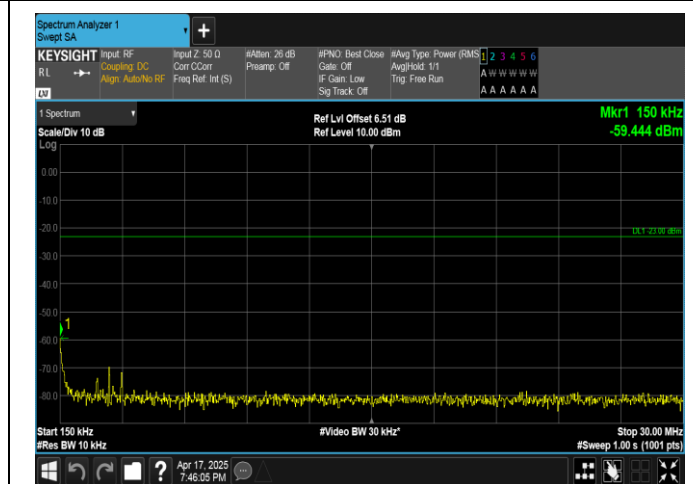 Spectrum Analyzer 1
Swept SA
+
KEYSIGHT Input: RF Input Z: 50 Ω #Atten: 26 dB #PNO: Best Close #Avg Type: Power (RMS 1 2 3 4 5 6
RL Coupling: DC Corr CCorr Preamp: Off Gate: Off Avg|Hold: 1/1 A W W W W W
Align: Auto/No RF Freq Ref: Int (S) IF Gain: Low Trig: Free Run
LXI Sig Track: Off A A A A A A
1 Spectrum Ref Lvl Offset 6.51 dB Mkr1 150 kHz
Scale/Div 10 dB Ref Level 10.00 dBm -59.444 dBm
Log
0.00
-10.0
-20.0
DL1 -23.00 dBm
-30.0
-40.0
-50.0
1
-60.0
-70.0
-80.0
Start 150 kHz #Video BW 30 kHz* Stop 30.00 MHz
#Res BW 10 kHz #Sweep 1.00 s (1001 pts)
? Apr 17, 2025
7:46:05 PM